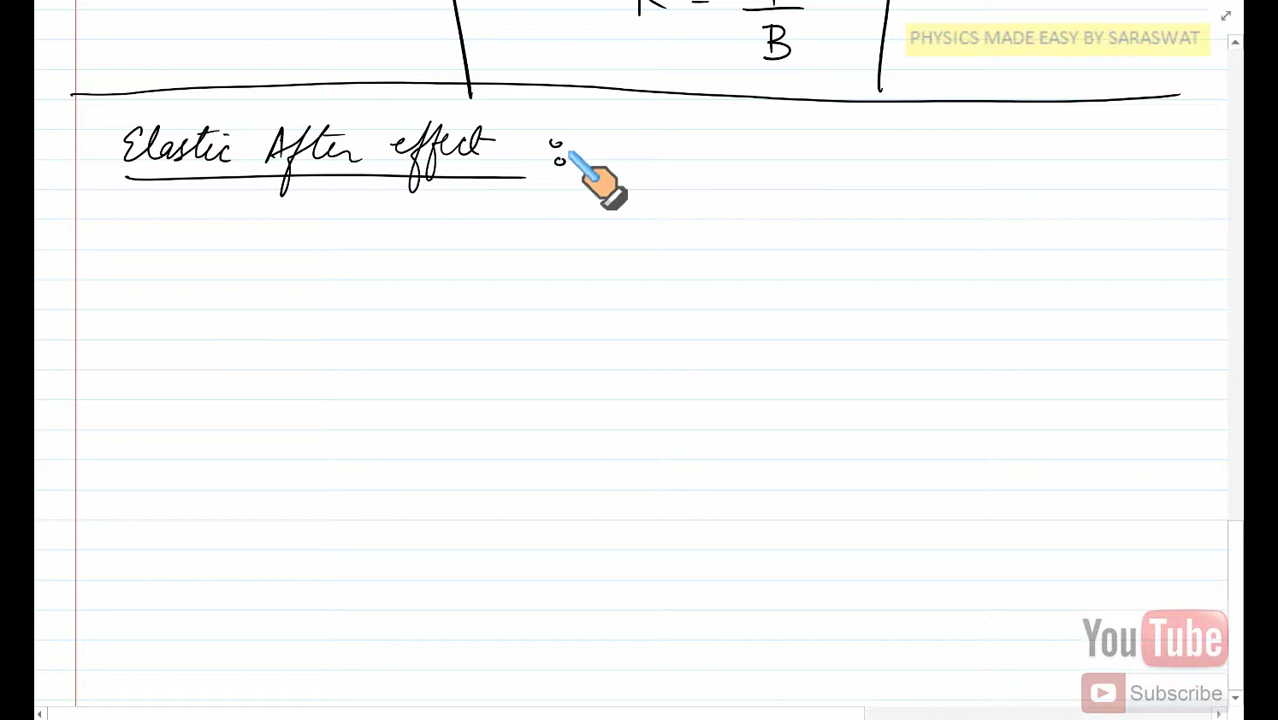 K =
B
PHYSICS MADE EASY BY SARASWAT
Elastic After effect :
YouTube
Subscribe